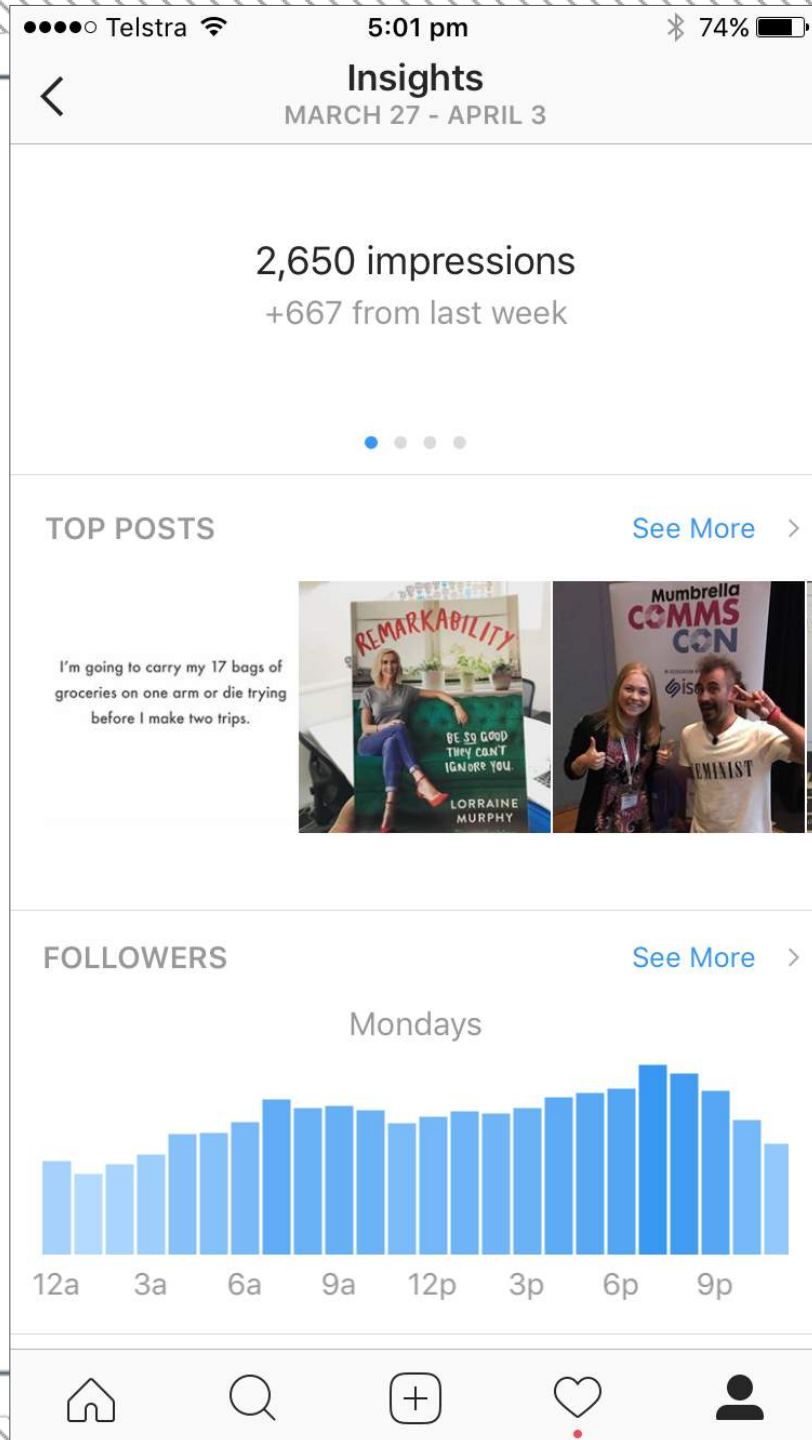 Telstra 5:01 pm 74%
Insights
MARCH 27 - APRIL 3
2,650 impressions
+667 from last week
TOP POSTS See More
I'm going to carry my 17 bags of
groceries on one arm or die trying
before I make two trips.
REMARKABILITY
BE SO GOOD
THEY CAN'T
IGNORE YOU.
LORRAINE
MURPHY
Mumbrella
COMMS
CON
EMINIST
FOLLOWERS See More
Mondays
12a 3a 6a 9a 12p 3p 6p 9p